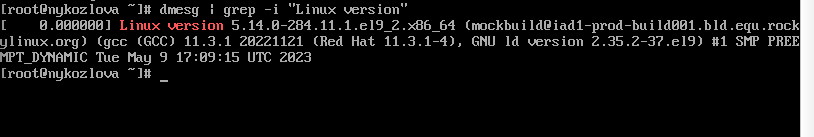 [root@nykozlova ~]# dmesg | grep -i "Linux version"
[    0.000000] Linux version 5.14.0-284.11.1.el9_2.x86_64 (mockbuild@iad1-prod-build001.bld.equ.rock
ylinux.org) (gcc (GCC) 11.3.1 20221121 (Red Hat 11.3.1-4), GNU ld version 2.35.2-37.el9) #1 SMP PREE
MPT_DYNAMIC Tue May 9 17:09:15 UTC 2023
[root@nykozlova ~]# _